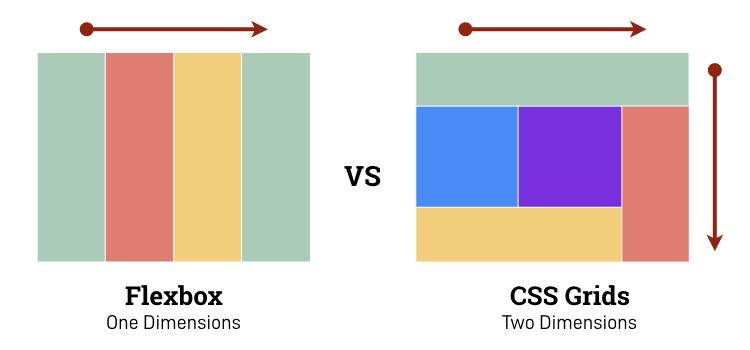 VS
Flexbox
One Dimensions
CSS Grids
Two Dimensions